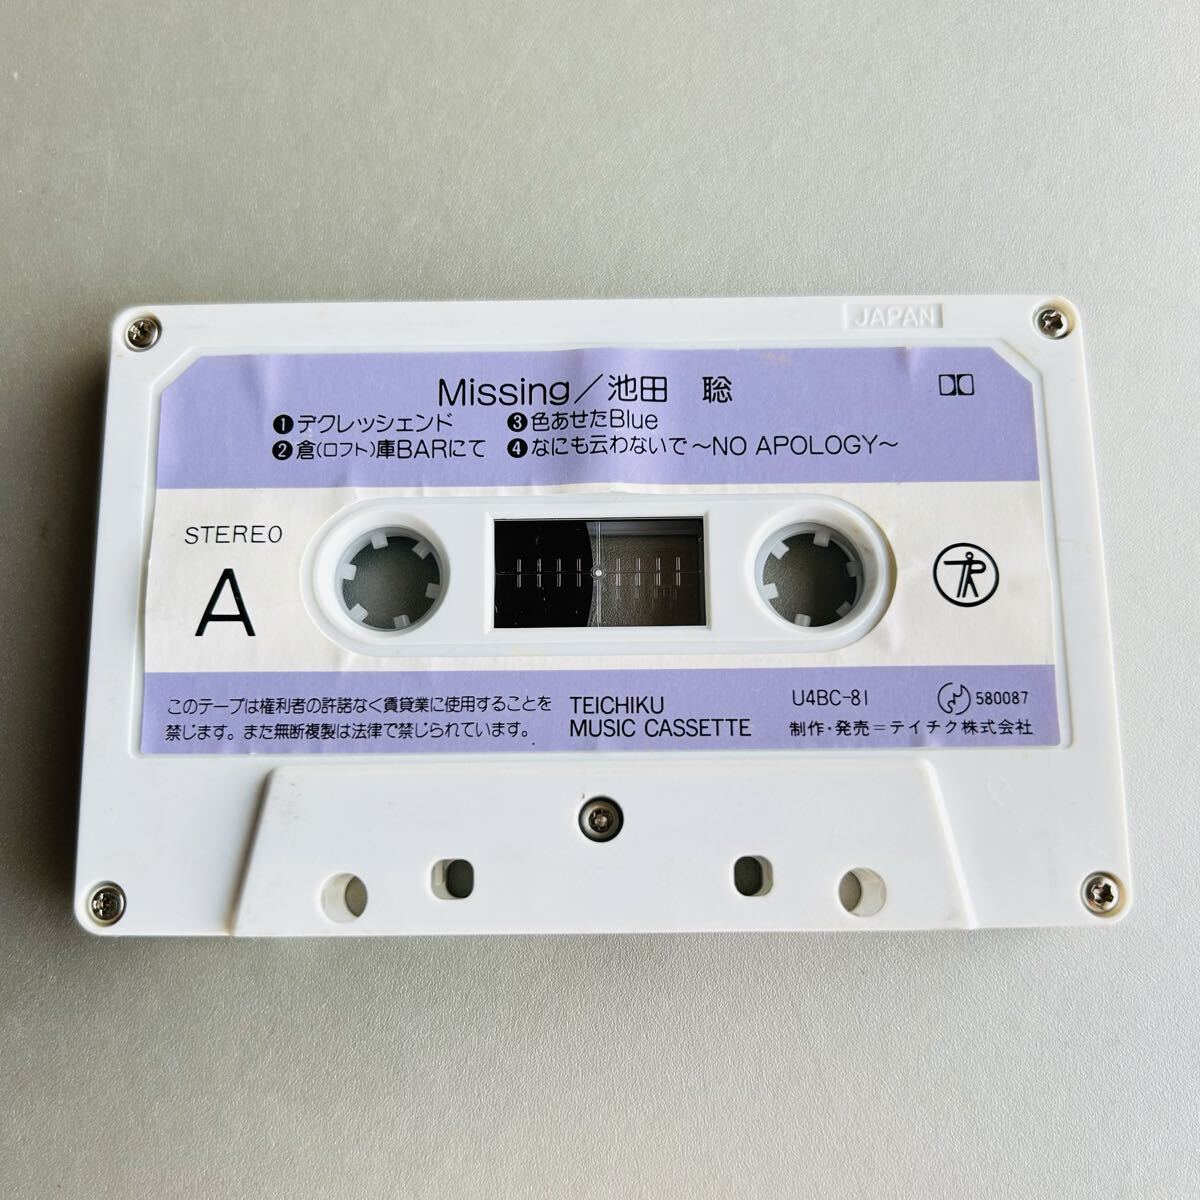 JAPAN
Missing／池田 聡
❶デクレッシェンド ❸色あせたBlue
❷倉(ロフト)庫BARにて ❹なにも云わないで〜NO APOLOGY〜
STEREO
A
このテープは権利者の許諾なく賃貸業に使用することを
禁じます。また無断複製は法律で禁じられています。
TEICHIKU
MUSIC CASSETTE
U4BC-81 580087
制作・発売＝テイチク株式会社